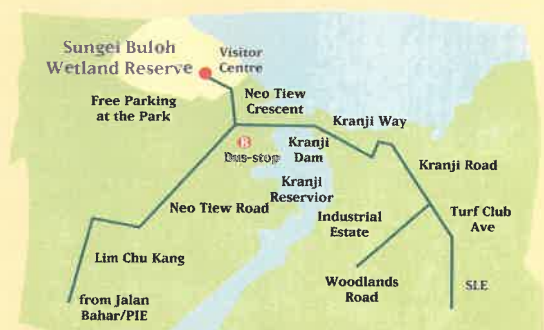 Sungei Buloh
Wetland Reserve
Visitor
Centre
Free Parking
at the Park
Neo Tiew
Crescent
Kranji Way
B
Bus-stop
Kranji
Dam
Kranji Road
Kranji
Reservior
Neo Tiew Road
Industrial
Estate
Turf Club
Ave
Lim Chu Kang
Woodlands
Road
SLE
from Jalan
Bahar/PIE